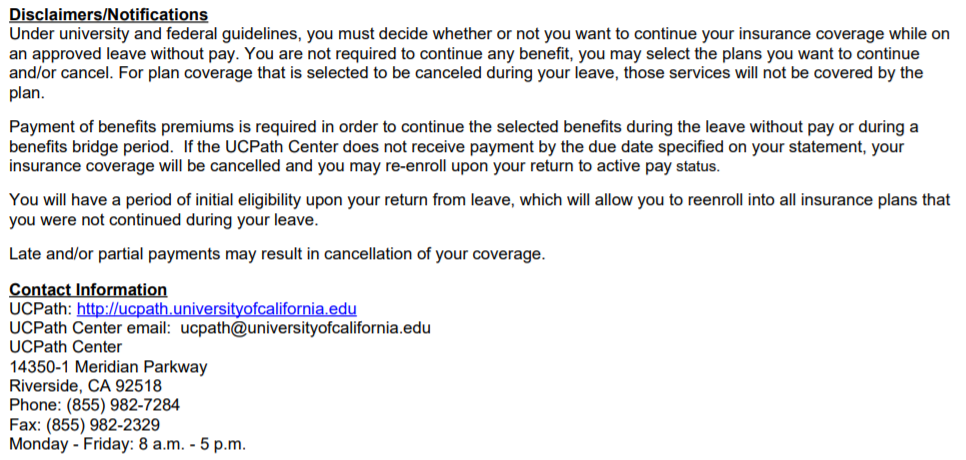 Disclaimers/Notifications
Under university and federal guidelines, you must decide whether or not you want to continue your insurance coverage while on
an approved leave without pay. You are not required to continue any benefit, you may select the plans you want to continue
and/or cancel. For plan coverage that is selected to be canceled during your leave, those services will not be covered by the
plan.
Payment of benefits premiums is required in order to continue the selected benefits during the leave without pay or during a
benefits bridge period.  If the UCPath Center does not receive payment by the due date specified on your statement, your
insurance coverage will be cancelled and you may re-enroll upon your return to active pay status.
You will have a period of initial eligibility upon your return from leave, which will allow you to reenroll into all insurance plans that
you were not continued during your leave.
Late and/or partial payments may result in cancellation of your coverage.
Contact Information
UCPath: http://ucpath.universityofcalifornia.edu
UCPath Center email:  ucpath@universityofcalifornia.edu
UCPath Center
14350-1 Meridian Parkway
Riverside, CA 92518
Phone: (855) 982-7284
Fax: (855) 982-2329
Monday - Friday: 8 a.m. - 5 p.m.